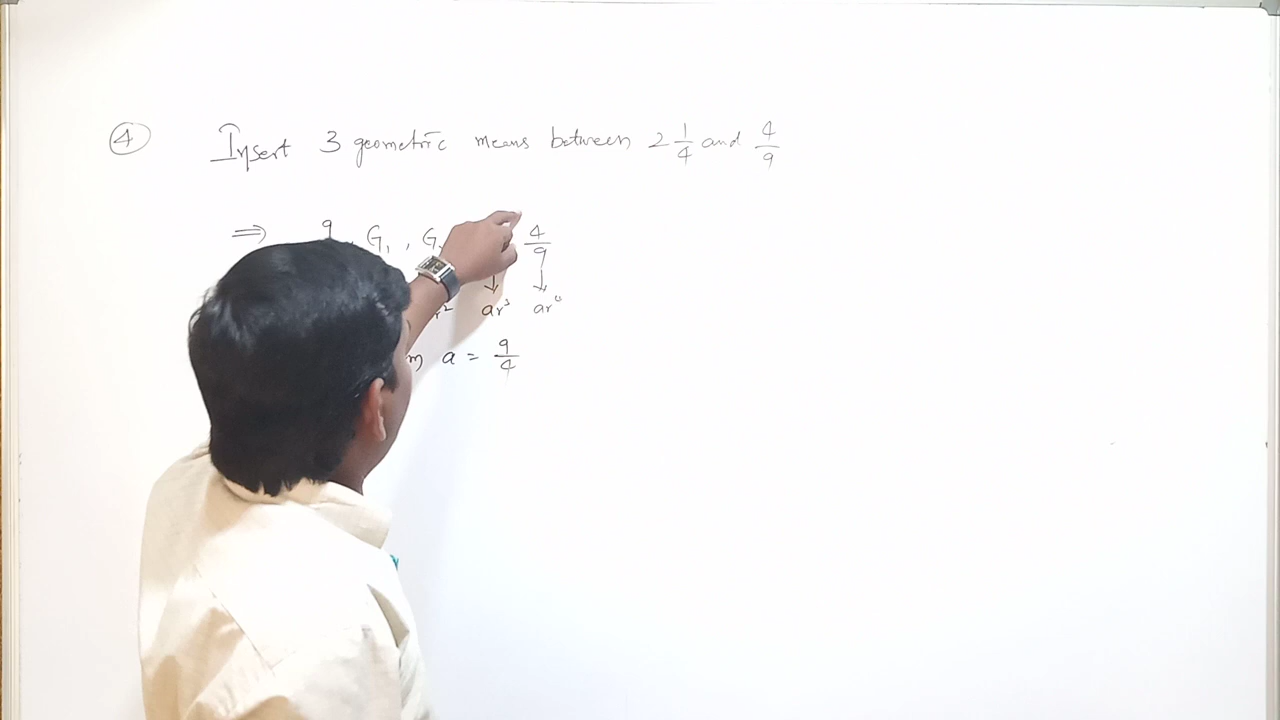 ④ Insert 3 geometric means between 2 1/4 and 4/9
⇒ 9 , G₁ , G 4/9
↓ ↓
r² ar³ ar⁴
m a = 9/4